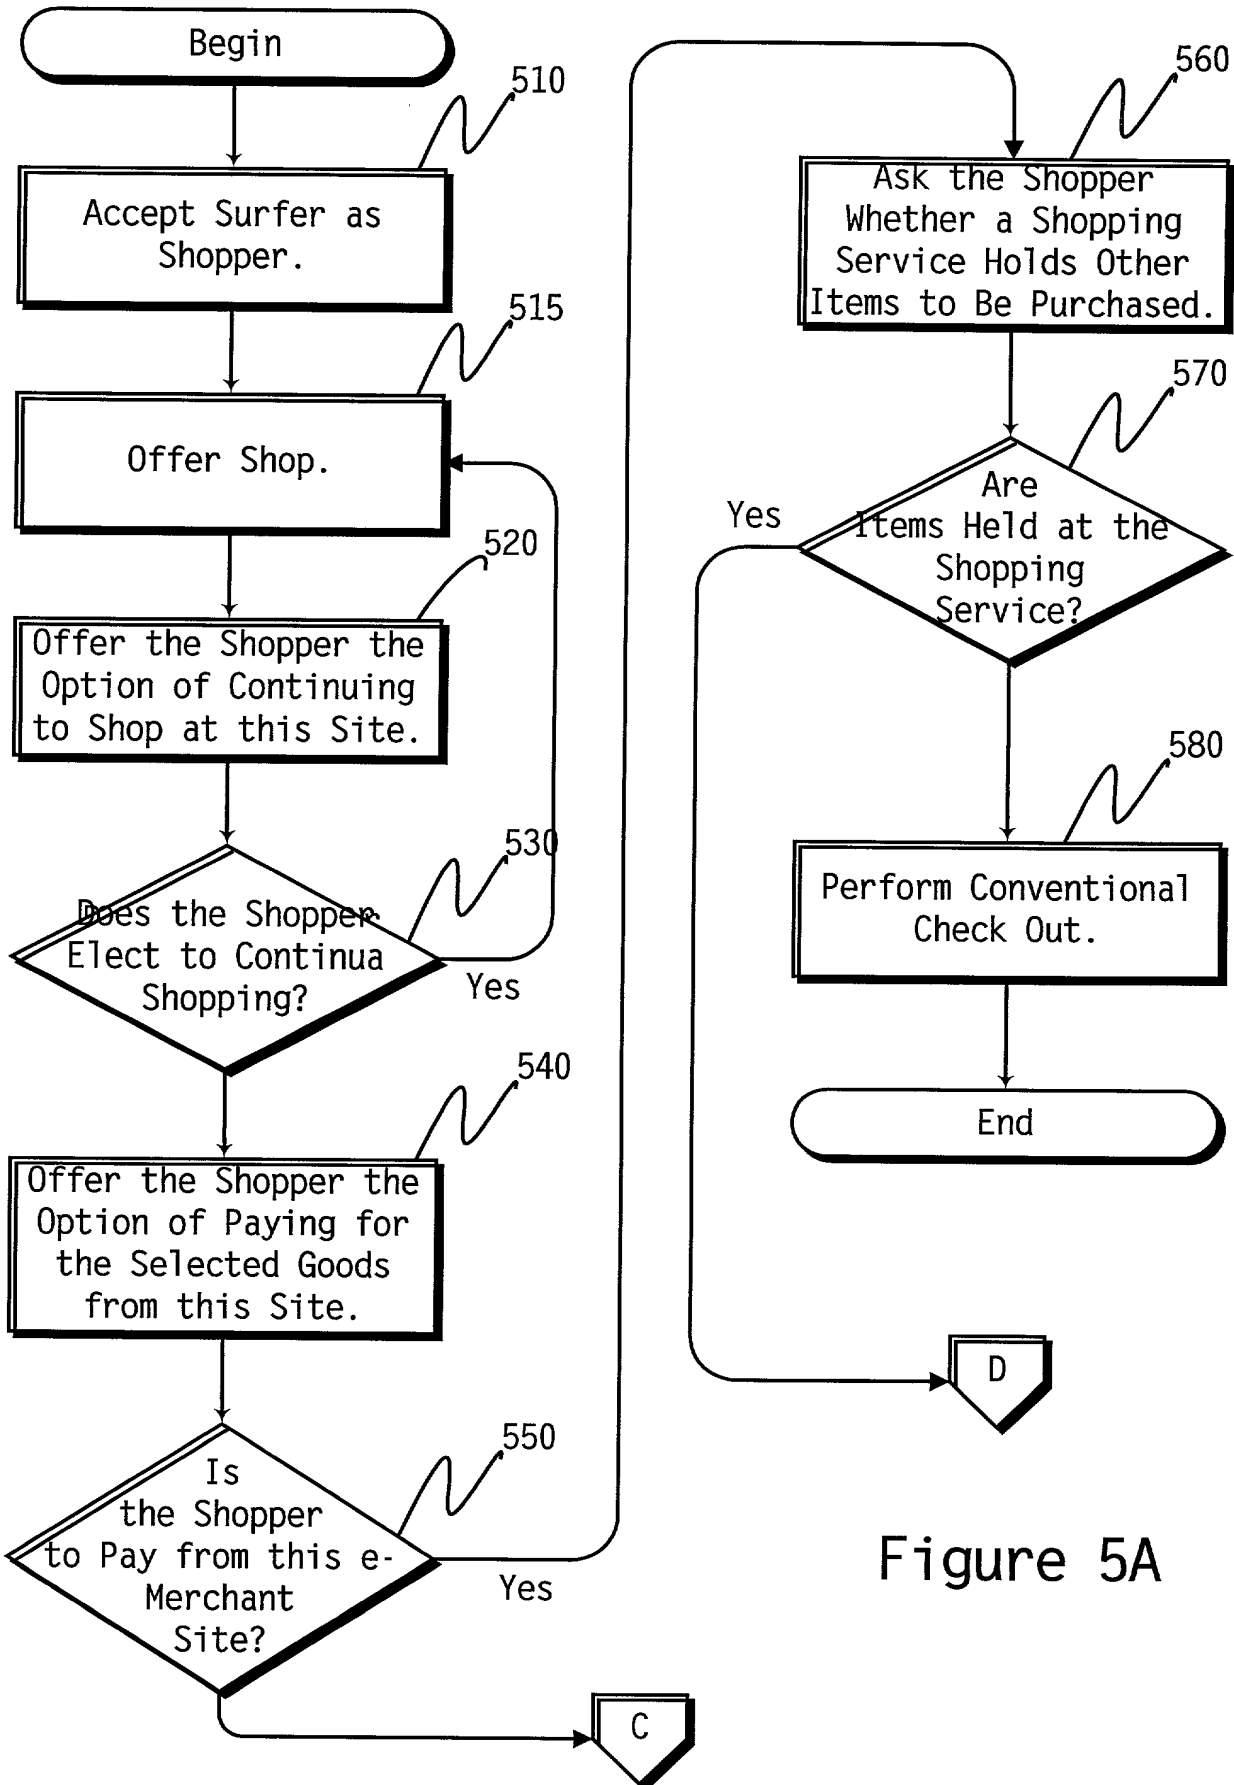 Begin
510
Accept Surfer as
Shopper.
515
Offer Shop.
520
Offer the Shopper the
Option of Continuing
to Shop at this Site.
530
Does the Shopper
Elect to Continua
Shopping?
Yes
540
Offer the Shopper the
Option of Paying for
the Selected Goods
from this Site.
550
Is
the Shopper
to Pay from this e-
Merchant
Site?
Yes
C
560
Ask the Shopper
Whether a Shopping
Service Holds Other
Items to Be Purchased.
570
Are
Items Held at the
Shopping
Service?
Yes
580
Perform Conventional
Check Out.
End
D
Figure 5A